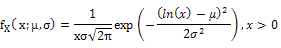 f_X( x; μ,σ) = 1/(xσ√2π) exp (− (ln(x) − μ)²/(2σ²)), x > 0